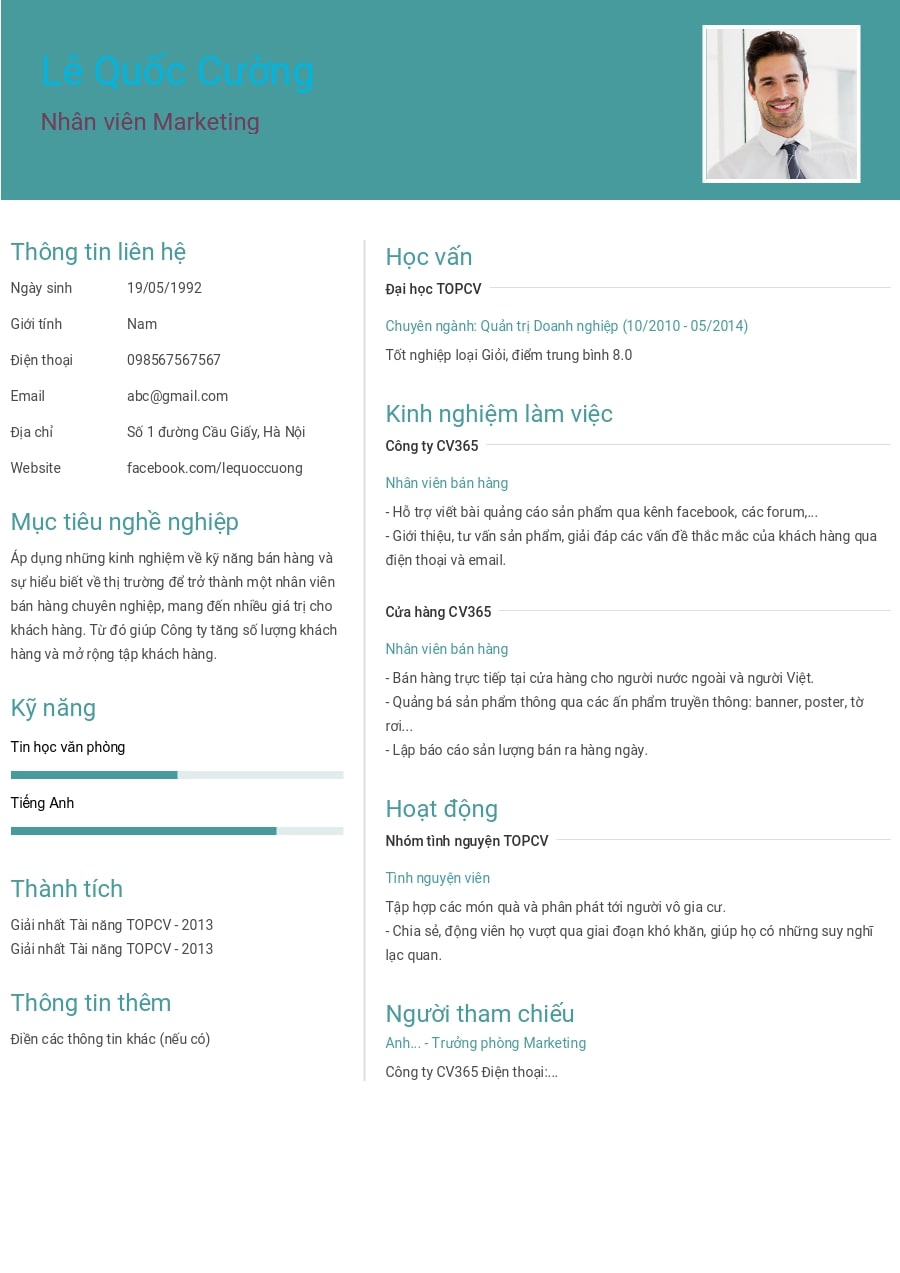 Lê Quốc Cường
Nhân viên Marketing
Thông tin liên hệ
Ngày sinh 19/05/1992
Giới tính Nam
Điện thoại 098567567567
Email abc@gmail.com
Địa chỉ Số 1 đường Cầu Giấy, Hà Nội
Website facebook.com/lequoccuong
Mục tiêu nghề nghiệp
Áp dụng những kinh nghiệm về kỹ năng bán hàng và
sự hiểu biết về thị trường để trở thành một nhân viên
bán hàng chuyên nghiệp, mang đến nhiều giá trị cho
khách hàng. Từ đó giúp Công ty tăng số lượng khách
hàng và mở rộng tập khách hàng.
Kỹ năng
Tin học văn phòng
Tiếng Anh
Thành tích
Giải nhất Tài năng TOPCV - 2013
Giải nhất Tài năng TOPCV - 2013
Thông tin thêm
Điền các thông tin khác (nếu có)
Học vấn
Đại học TOPCV
Chuyên ngành: Quản trị Doanh nghiệp (10/2010 - 05/2014)
Tốt nghiệp loại Giỏi, điểm trung bình 8.0
Kinh nghiệm làm việc
Công ty CV365
Nhân viên bán hàng
- Hỗ trợ viết bài quảng cáo sản phẩm qua kênh facebook, các forum,...
- Giới thiệu, tư vấn sản phẩm, giải đáp các vấn đề thắc mắc của khách hàng qua
điện thoại và email.
Cửa hàng CV365
Nhân viên bán hàng
- Bán hàng trực tiếp tại cửa hàng cho người nước ngoài và người Việt.
- Quảng bá sản phẩm thông qua các ấn phẩm truyền thông: banner, poster, tờ
rơi...
- Lập báo cáo sản lượng bán ra hàng ngày.
Hoạt động
Nhóm tình nguyện TOPCV
Tình nguyện viên
Tập hợp các món quà và phân phát tới người vô gia cư.
- Chia sẻ, động viên họ vượt qua giai đoạn khó khăn, giúp họ có những suy nghĩ
lạc quan.
Người tham chiếu
Anh... - Trưởng phòng Marketing
Công ty CV365 Điện thoại:...